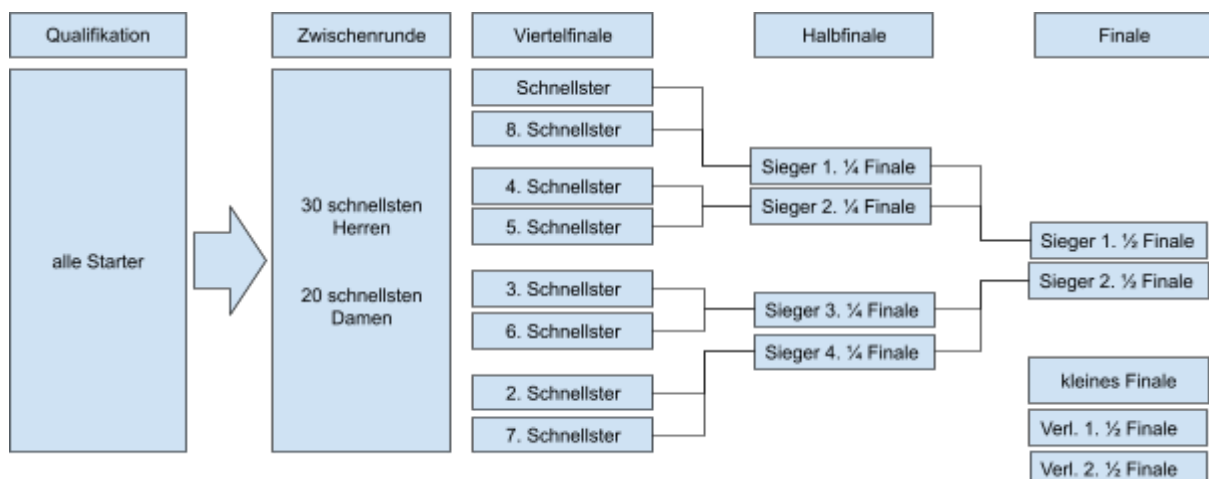 Qualifikation
Zwischenrunde
Viertelfinale
Halbfinale
Finale
alle Starter
30 schnellsten
Herren
20 schnellsten
Damen
Schnellster
8. Schnellster
4. Schnellster
5. Schnellster
3. Schnellster
6. Schnellster
2. Schnellster
7. Schnellster
Sieger 1. ¼ Finale
Sieger 2. ¼ Finale
Sieger 3. ¼ Finale
Sieger 4. ¼ Finale
Sieger 1. ½ Finale
Sieger 2. ½ Finale
kleines Finale
Verl. 1. ½ Finale
Verl. 2. ½ Finale